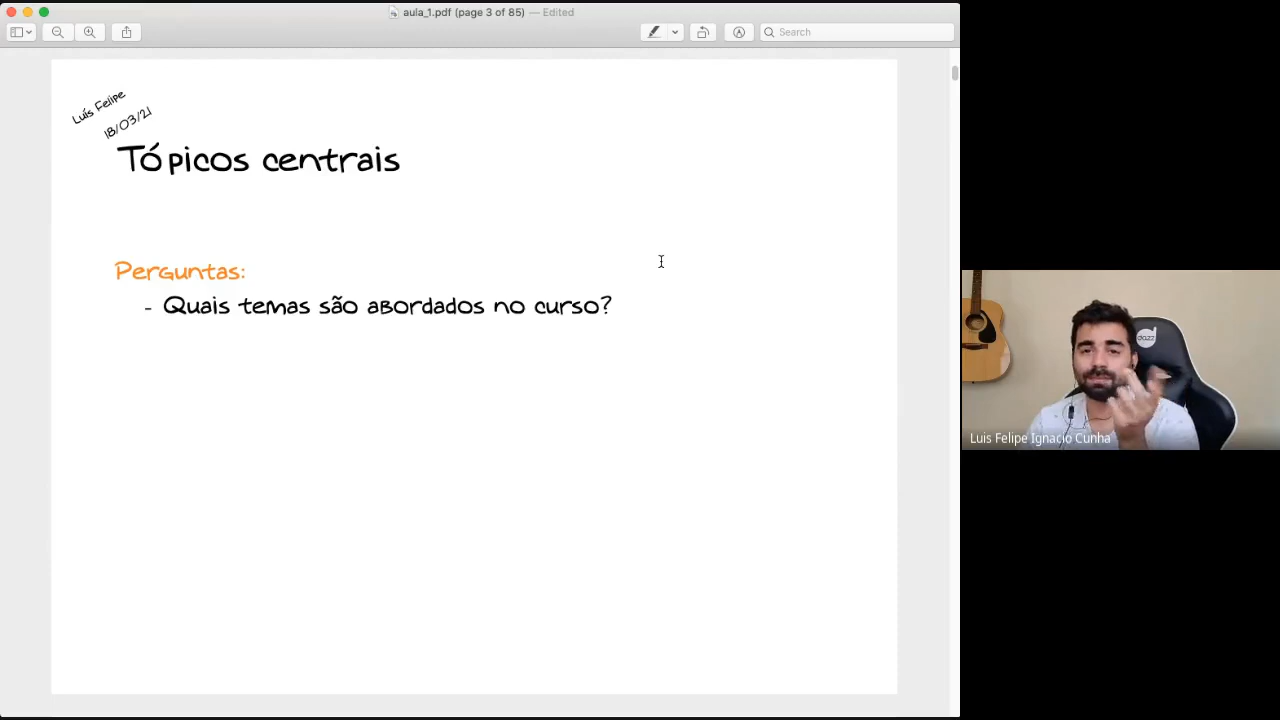 aula_1.pdf (page 3 of 85) — Edited
Search
Luís Felipe
18/03/21
Tópicos centrais
Perguntas:
- Quais temas são abordados no curso?
dazz
Luis Felipe Ignacio Cunha